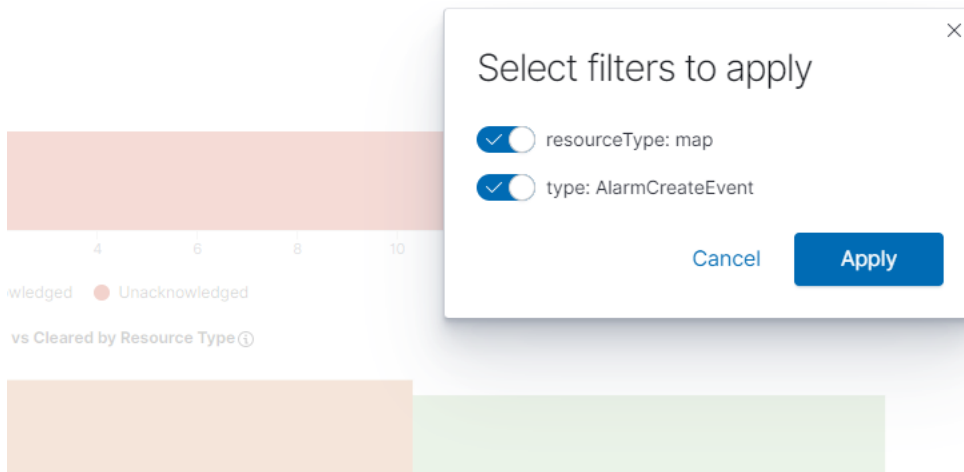 Select filters to apply
resourceType: map
type: AlarmCreateEvent
Cancel
Apply
4 6 8 10
wledged Unacknowledged
vs Cleared by Resource Type